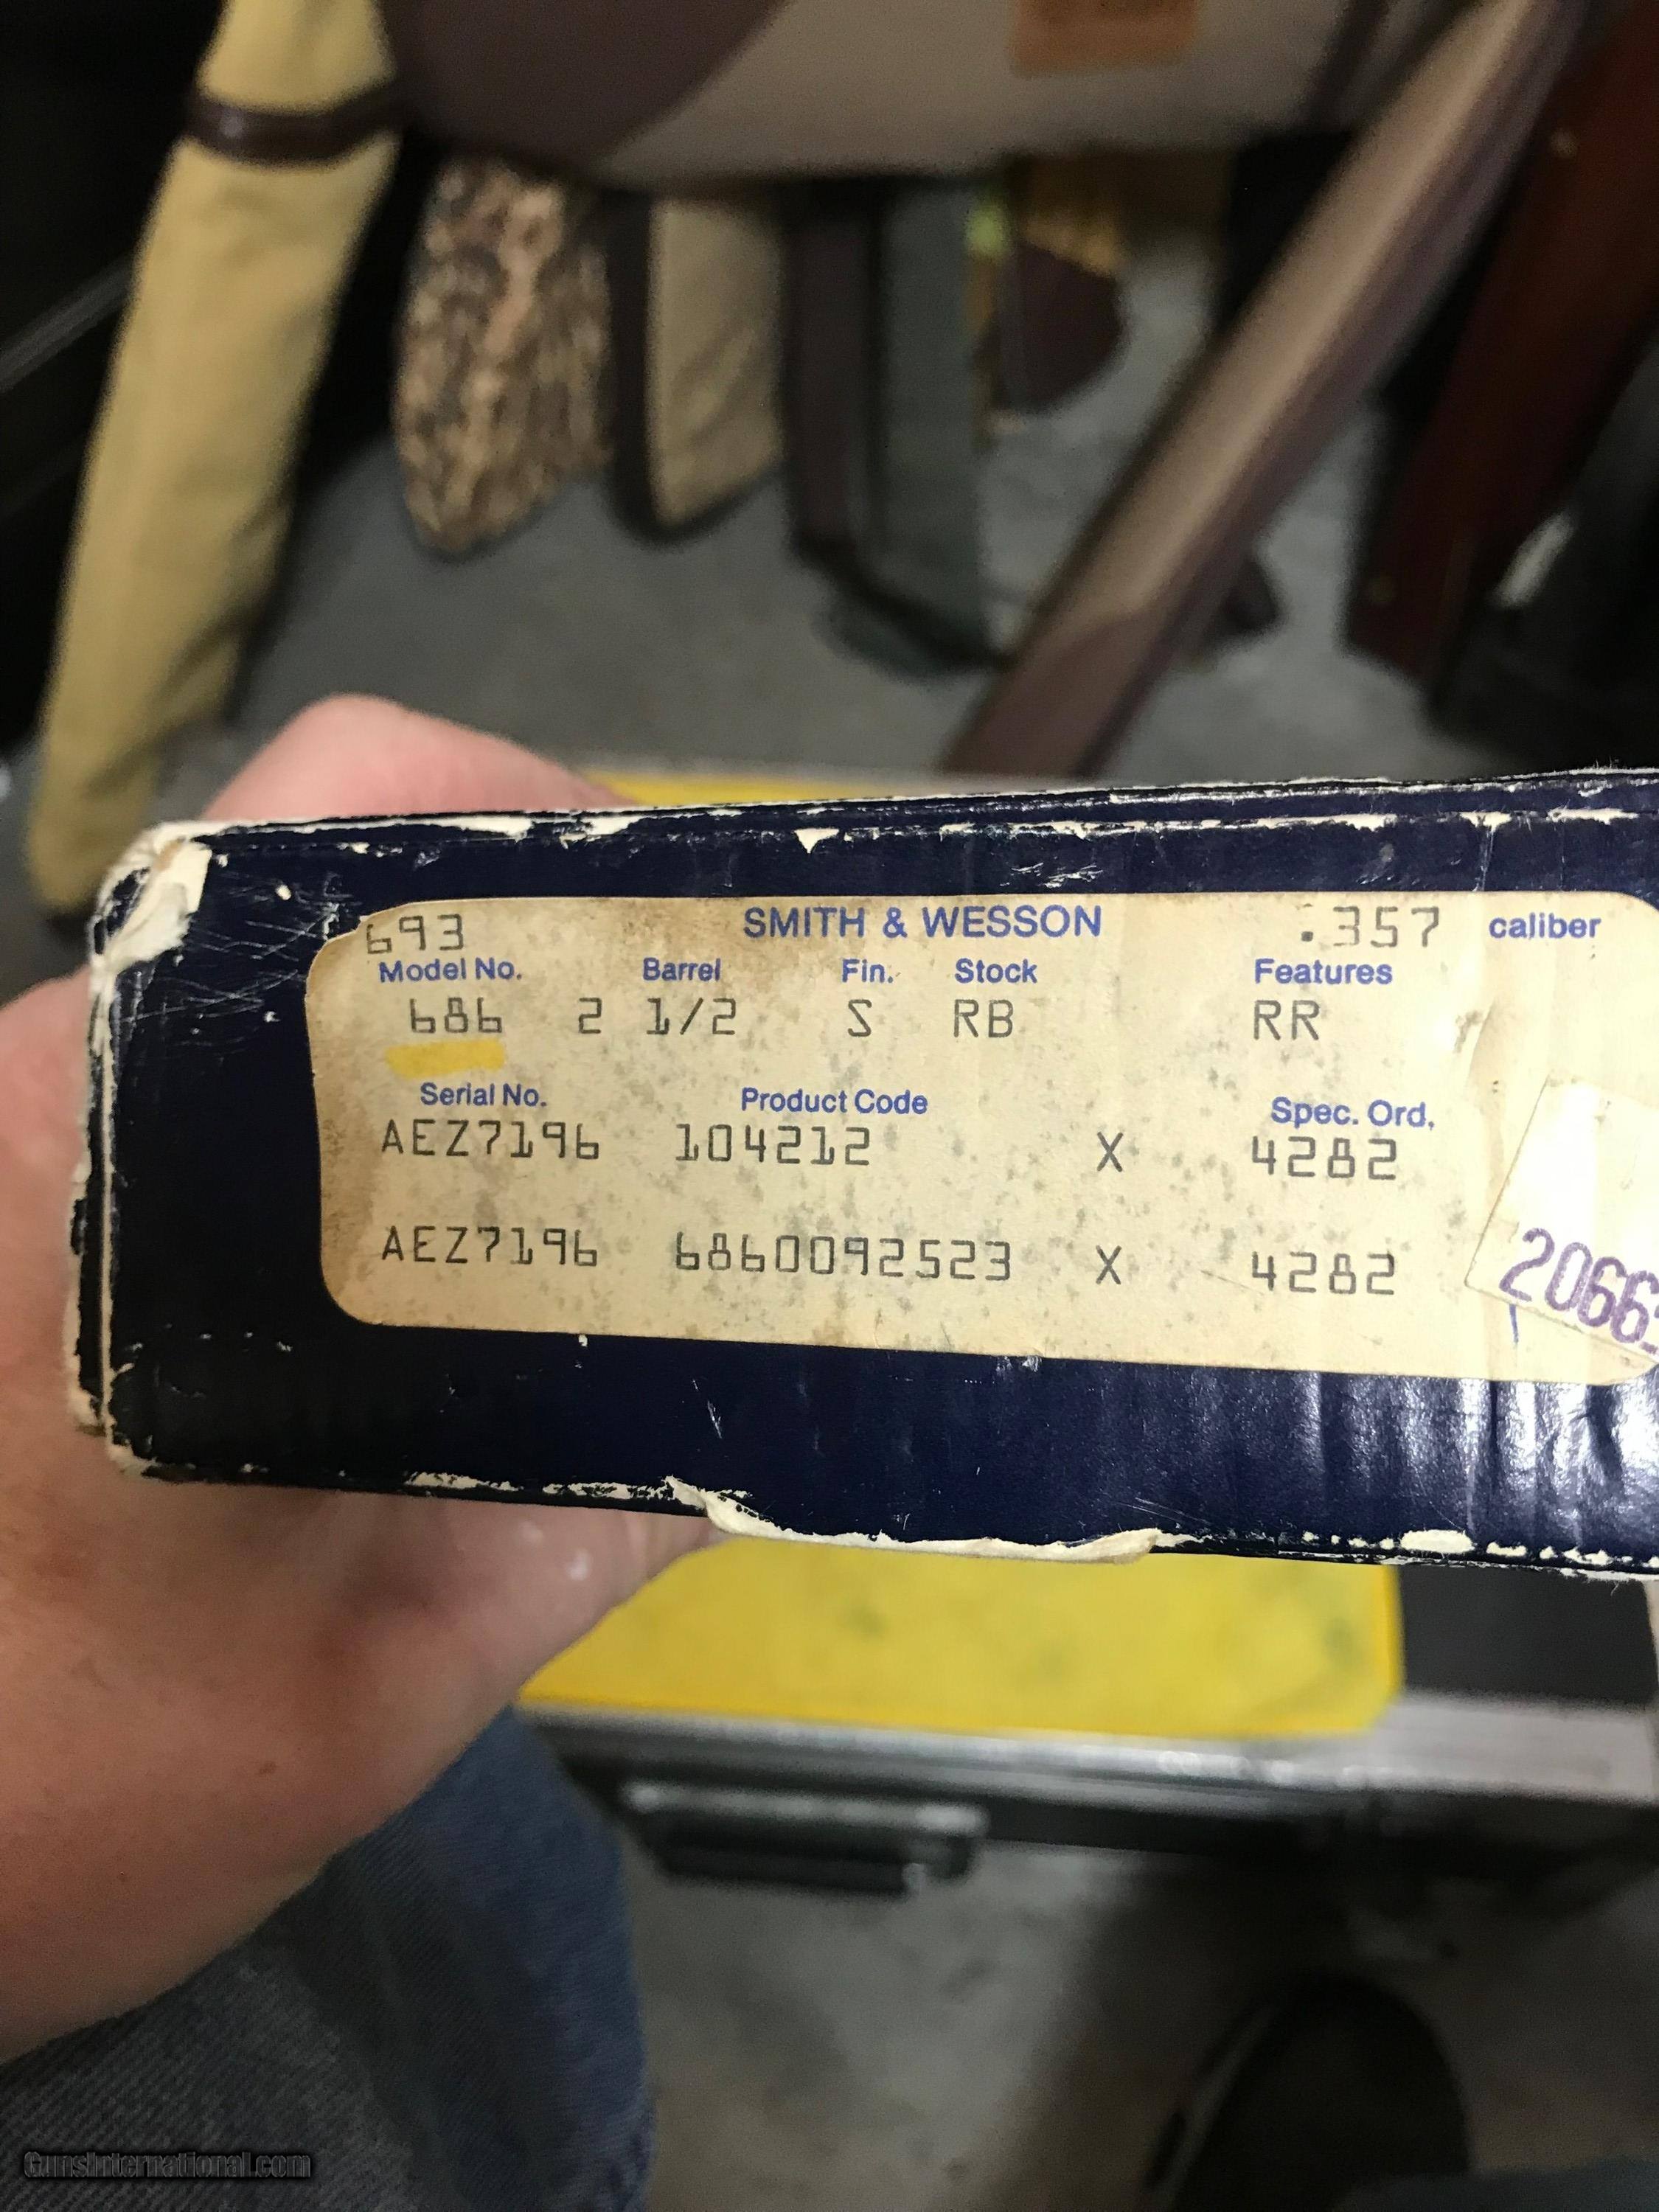 693 SMITH & WESSON .357 caliber
Model No. Barrel Fin. Stock Features
686 2 1/2 S RB RR
Serial No. Product Code Spec. Ord,
AEZ7196 104212 X 4282
AEZ7196 6860092523 X 4282
2066
GunsInternational.com